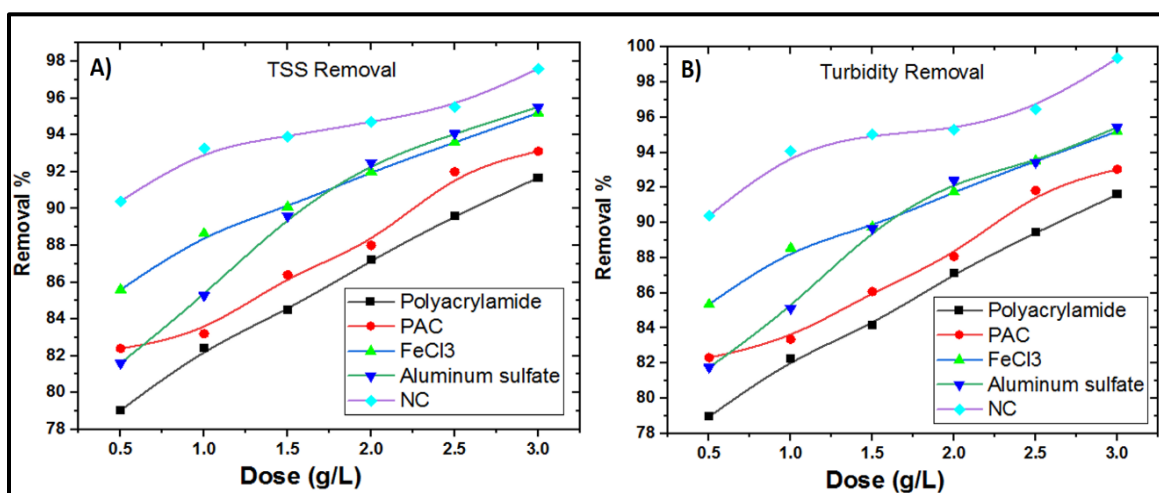 A)
TSS Removal
Removal %
98
96
94
92
90
88
86
84
82
80
78
Polyacrylamide
PAC
FeCl3
Aluminum sulfate
NC
0.5 1.0 1.5 2.0 2.5 3.0
Dose (g/L)
B)
Turbidity Removal
Removal %
100
98
96
94
92
90
88
86
84
82
80
78
Polyacrylamide
PAC
FeCl3
Aluminum sulfate
NC
0.5 1.0 1.5 2.0 2.5 3.0
Dose (g/L)